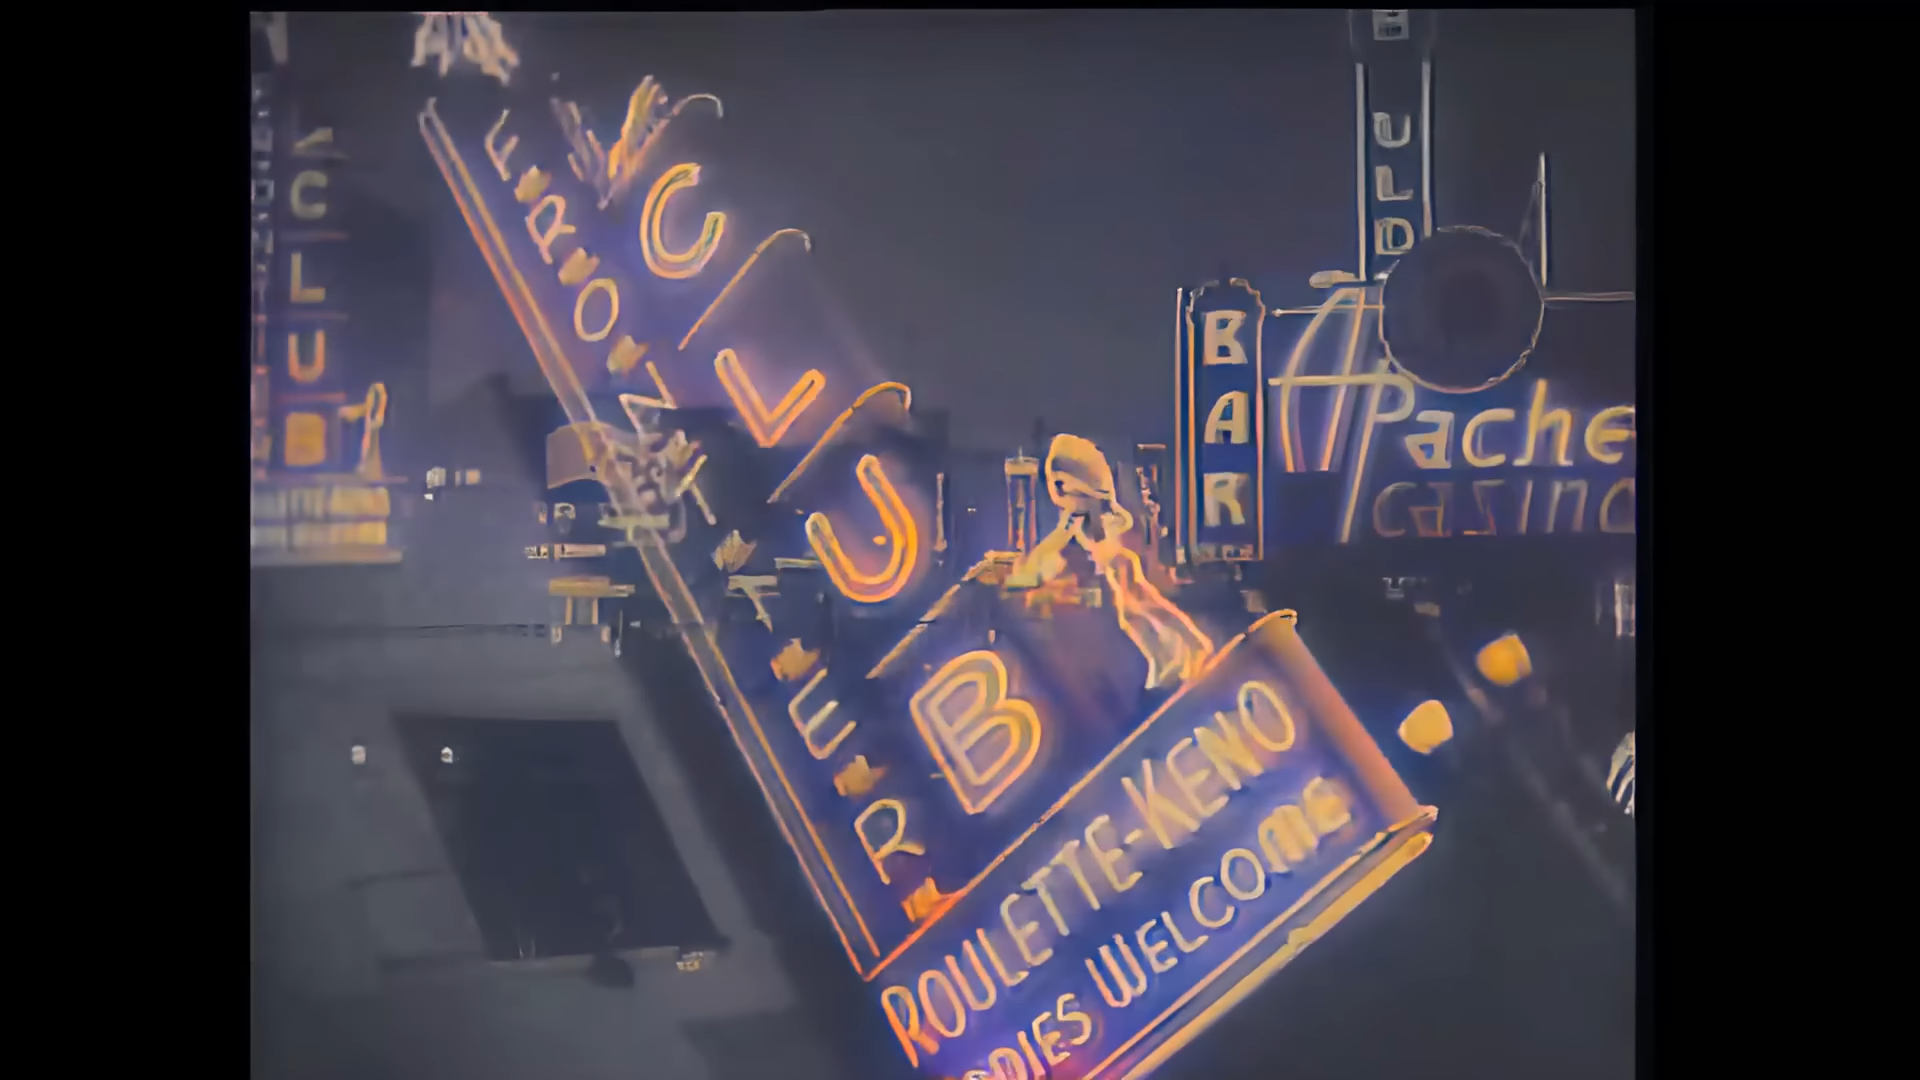 CLUB
FRONTIER
CLUB
ROULETTE-KENO
DIES WELCOME
BAR
ULD
Apache
casino